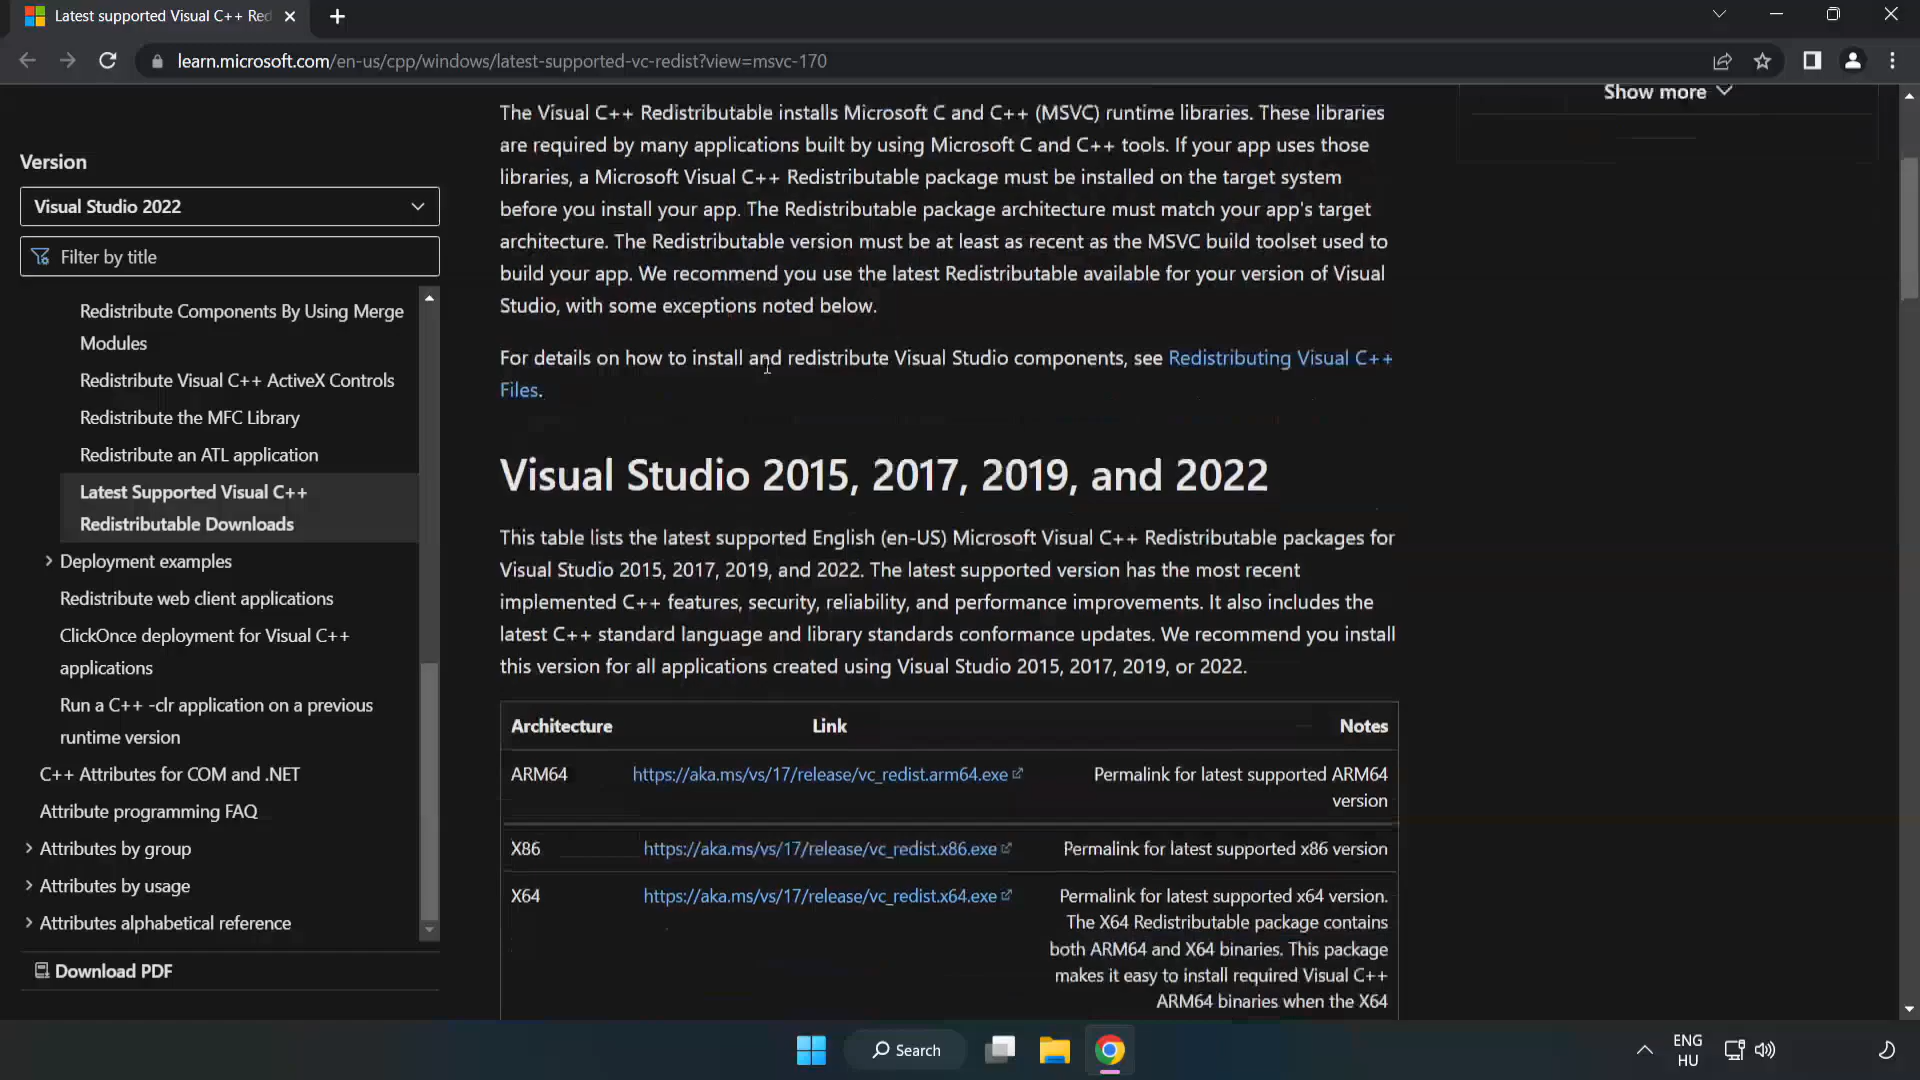 Latest supported Visual C++ Red
learn.microsoft.com/en-us/cpp/windows/latest-supported-vc-redist?view=msvc-170
Version
Visual Studio 2022
Filter by title
Redistribute Components By Using Merge
Modules
Redistribute Visual C++ ActiveX Controls
Redistribute the MFC Library
Redistribute an ATL application
Latest Supported Visual C++
Redistributable Downloads
Deployment examples
Redistribute web client applications
ClickOnce deployment for Visual C++
applications
Run a C++ -clr application on a previous
runtime version
C++ Attributes for COM and .NET
Attribute programming FAQ
Attributes by group
Attributes by usage
Attributes alphabetical reference
Download PDF
The Visual C++ Redistributable installs Microsoft C and C++ (MSVC) runtime libraries. These libraries
are required by many applications built by using Microsoft C and C++ tools. If your app uses those
libraries, a Microsoft Visual C++ Redistributable package must be installed on the target system
before you install your app. The Redistributable package architecture must match your app's target
architecture. The Redistributable version must be at least as recent as the MSVC build toolset used to
build your app. We recommend you use the latest Redistributable available for your version of Visual
Studio, with some exceptions noted below.
For details on how to install and redistribute Visual Studio components, see Redistributing Visual C++
Files.
Visual Studio 2015, 2017, 2019, and 2022
This table lists the latest supported English (en-US) Microsoft Visual C++ Redistributable packages for
Visual Studio 2015, 2017, 2019, and 2022. The latest supported version has the most recent
implemented C++ features, security, reliability, and performance improvements. It also includes the
latest C++ standard language and library standards conformance updates. We recommend you install
this version for all applications created using Visual Studio 2015, 2017, 2019, or 2022.
Architecture Link Notes
ARM64 https://aka.ms/vs/17/release/vc_redist.arm64.exe Permalink for latest supported ARM64
version
X86 https://aka.ms/vs/17/release/vc_redist.x86.exe Permalink for latest supported x86 version
X64 https://aka.ms/vs/17/release/vc_redist.x64.exe Permalink for latest supported x64 version.
The X64 Redistributable package contains
both ARM64 and X64 binaries. This package
makes it easy to install required Visual C++
ARM64 binaries when the X64
Show more
Search
ENG
HU